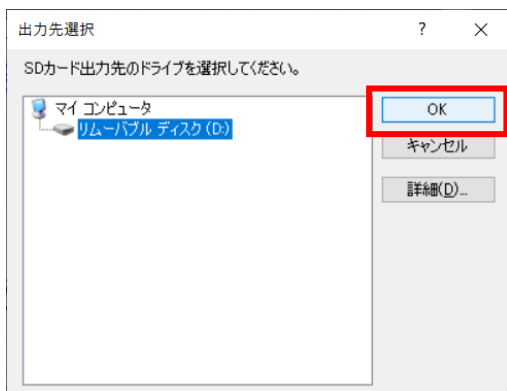 出力先選択
?
SDカード出力先のドライブを選択してください。
マイ コンピュータ
リムーバブル ディスク (D:)
OK
キャンセル
詳細(D)...